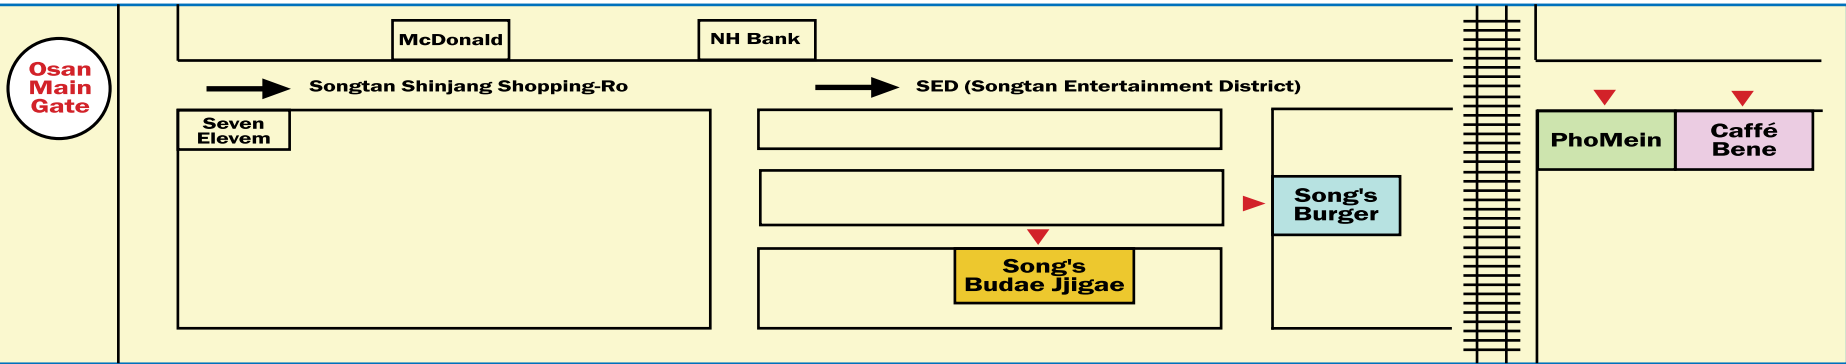 Osan
Main
Gate
McDonald
NH Bank
Songtan Shinjang Shopping-Ro
SED (Songtan Entertainment District)
Seven
Elevem
PhoMein
Caffé
Bene
Song's
Burger
Song's
Budae Jjigae